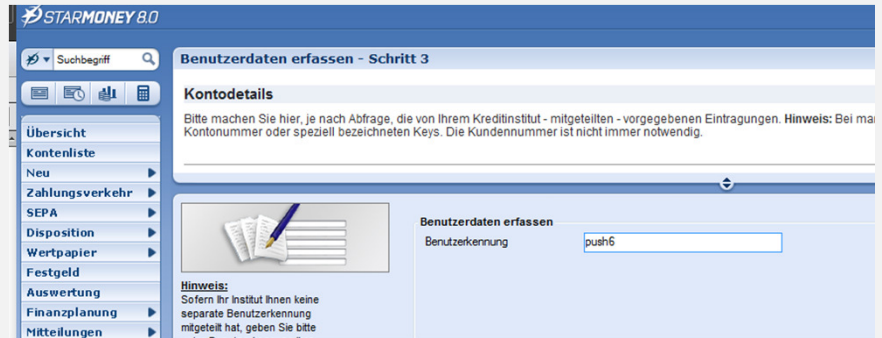 STARMONEY 8.0
Suchbegriff
Benutzerdaten erfassen - Schritt 3
Kontodetails
Bitte machen Sie hier, je nach Abfrage, die von Ihrem Kreditinstitut - mitgeteilten - vorgegebenen Eintragungen. Hinweis: Bei mar
Kontonummer oder speziell bezeichneten Keys. Die Kundennummer ist nicht immer notwendig.
Übersicht
Kontenliste
Neu
Zahlungsverkehr
SEPA
Disposition
Wertpapier
Festgeld
Auswertung
Finanzplanung
Mitteilungen
Hinweis:
Sofern Ihr Institut Ihnen keine
separate Benutzerkennung
mitgeteilt hat, geben Sie bitte
Benutzerdaten erfassen
Benutzerkennung
push6